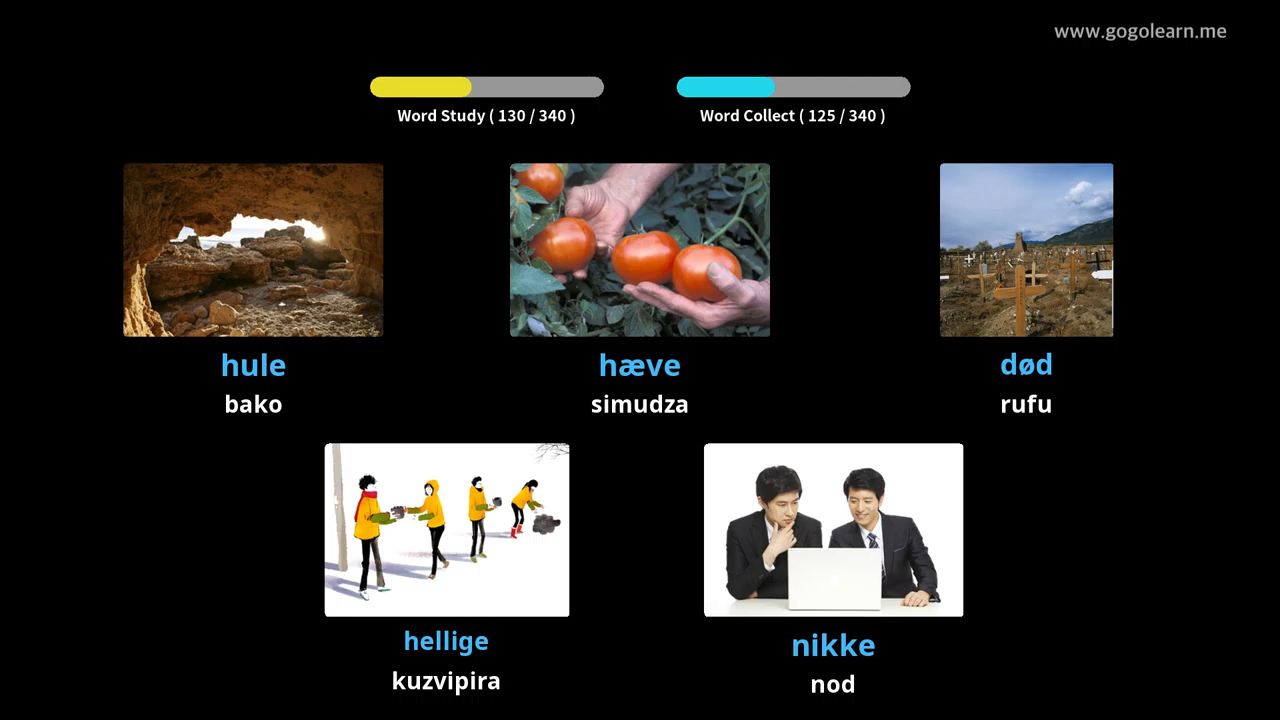 www.gogolearn.me
Word Study ( 130 / 340 )
Word Collect ( 125 / 340 )
hule
bako
hæve
simudza
død
rufu
hellige
kuzvipira
nikke
nod